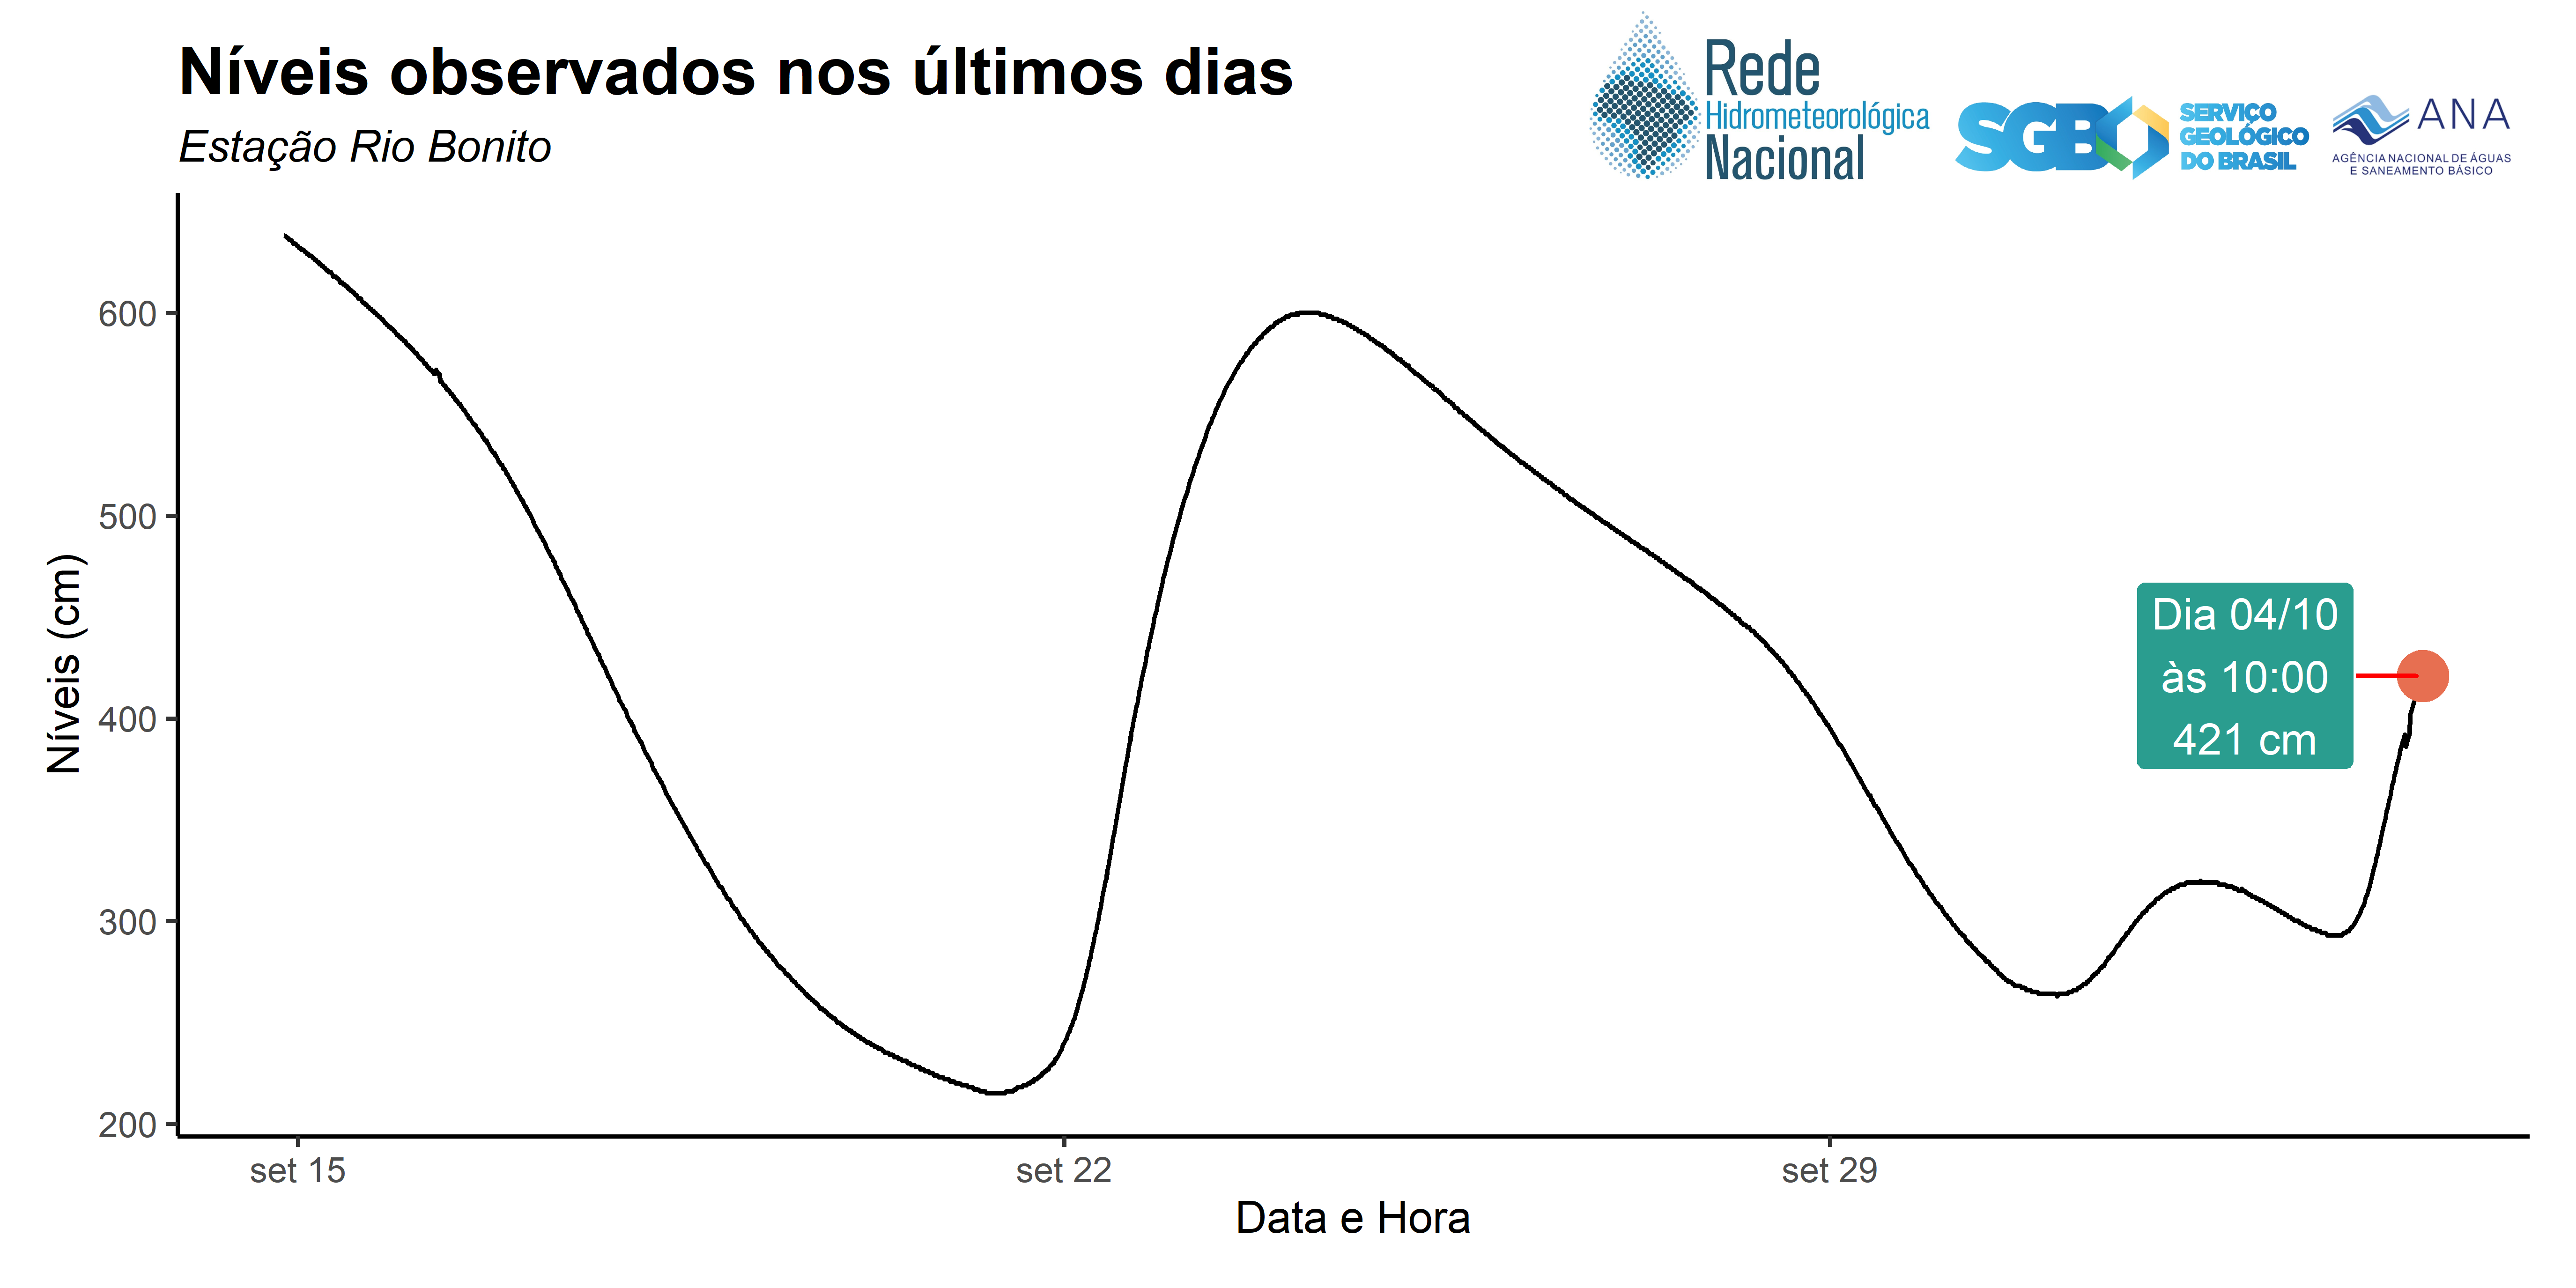 Níveis observados nos últimos dias
Estação Rio Bonito
Rede
Hidrometeorológica
Nacional
SGB
SERVIÇO
GEOLÓGICO
DO BRASIL
ANA
AGÊNCIA NACIONAL DE ÁGUAS
E SANEAMENTO BÁSICO
Níveis (cm)
600
500
400
300
200
Dia 04/10
às 10:00
421 cm
set 15
set 22
set 29
Data e Hora